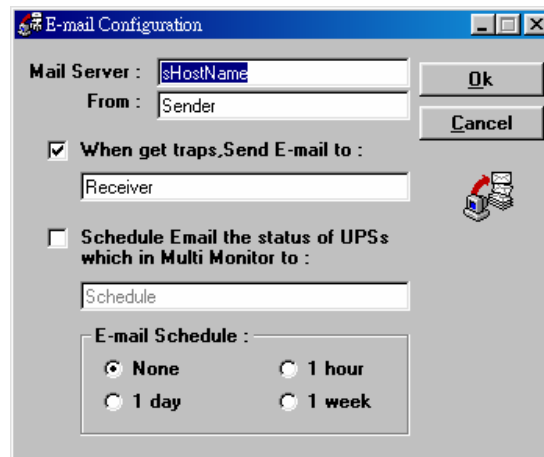 E-mail Configuration
Mail Server : sHostName
From : Sender
Ok
Cancel
When get traps,Send E-mail to :
Receiver
Schedule Email the status of UPSs
which in Multi Monitor to :
Schedule
E-mail Schedule :
None 1 hour
1 day 1 week